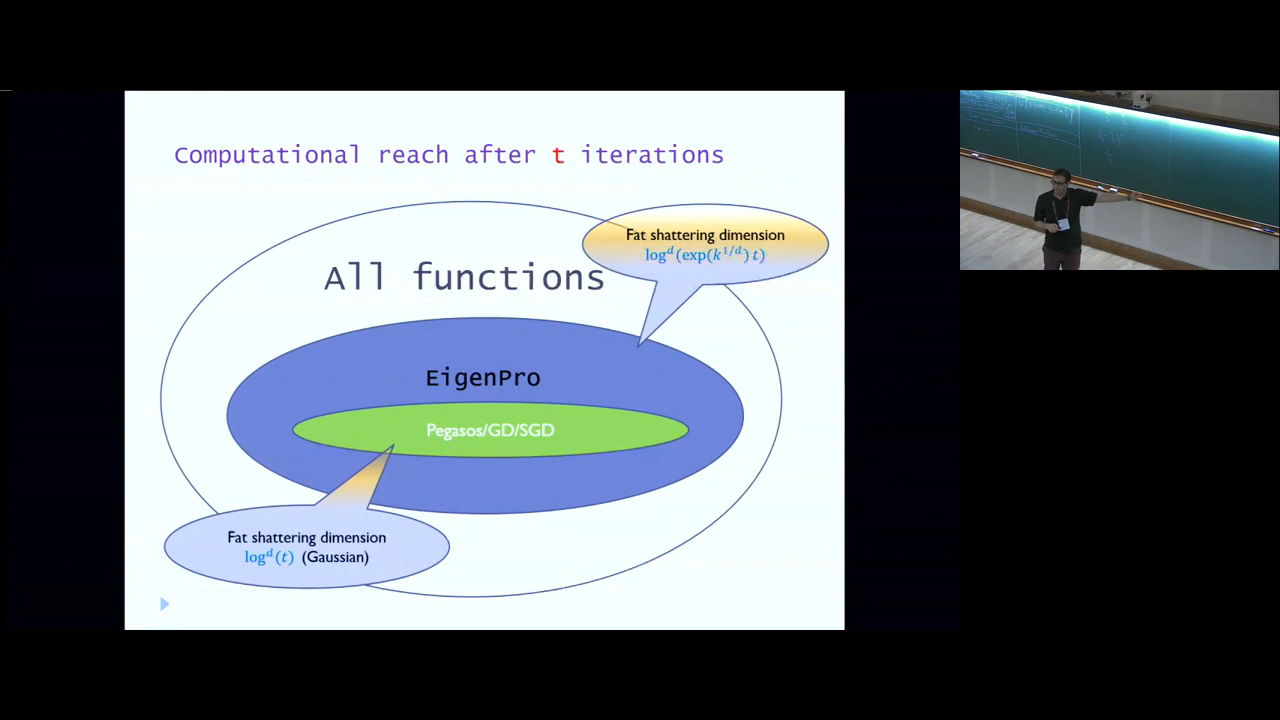 Computational reach after t iterations
Fat shattering dimension
log^d(exp(k^{1/d}) t)
All functions
EigenPro
Pegasos/GD/SGD
Fat shattering dimension
log^d(t) (Gaussian)